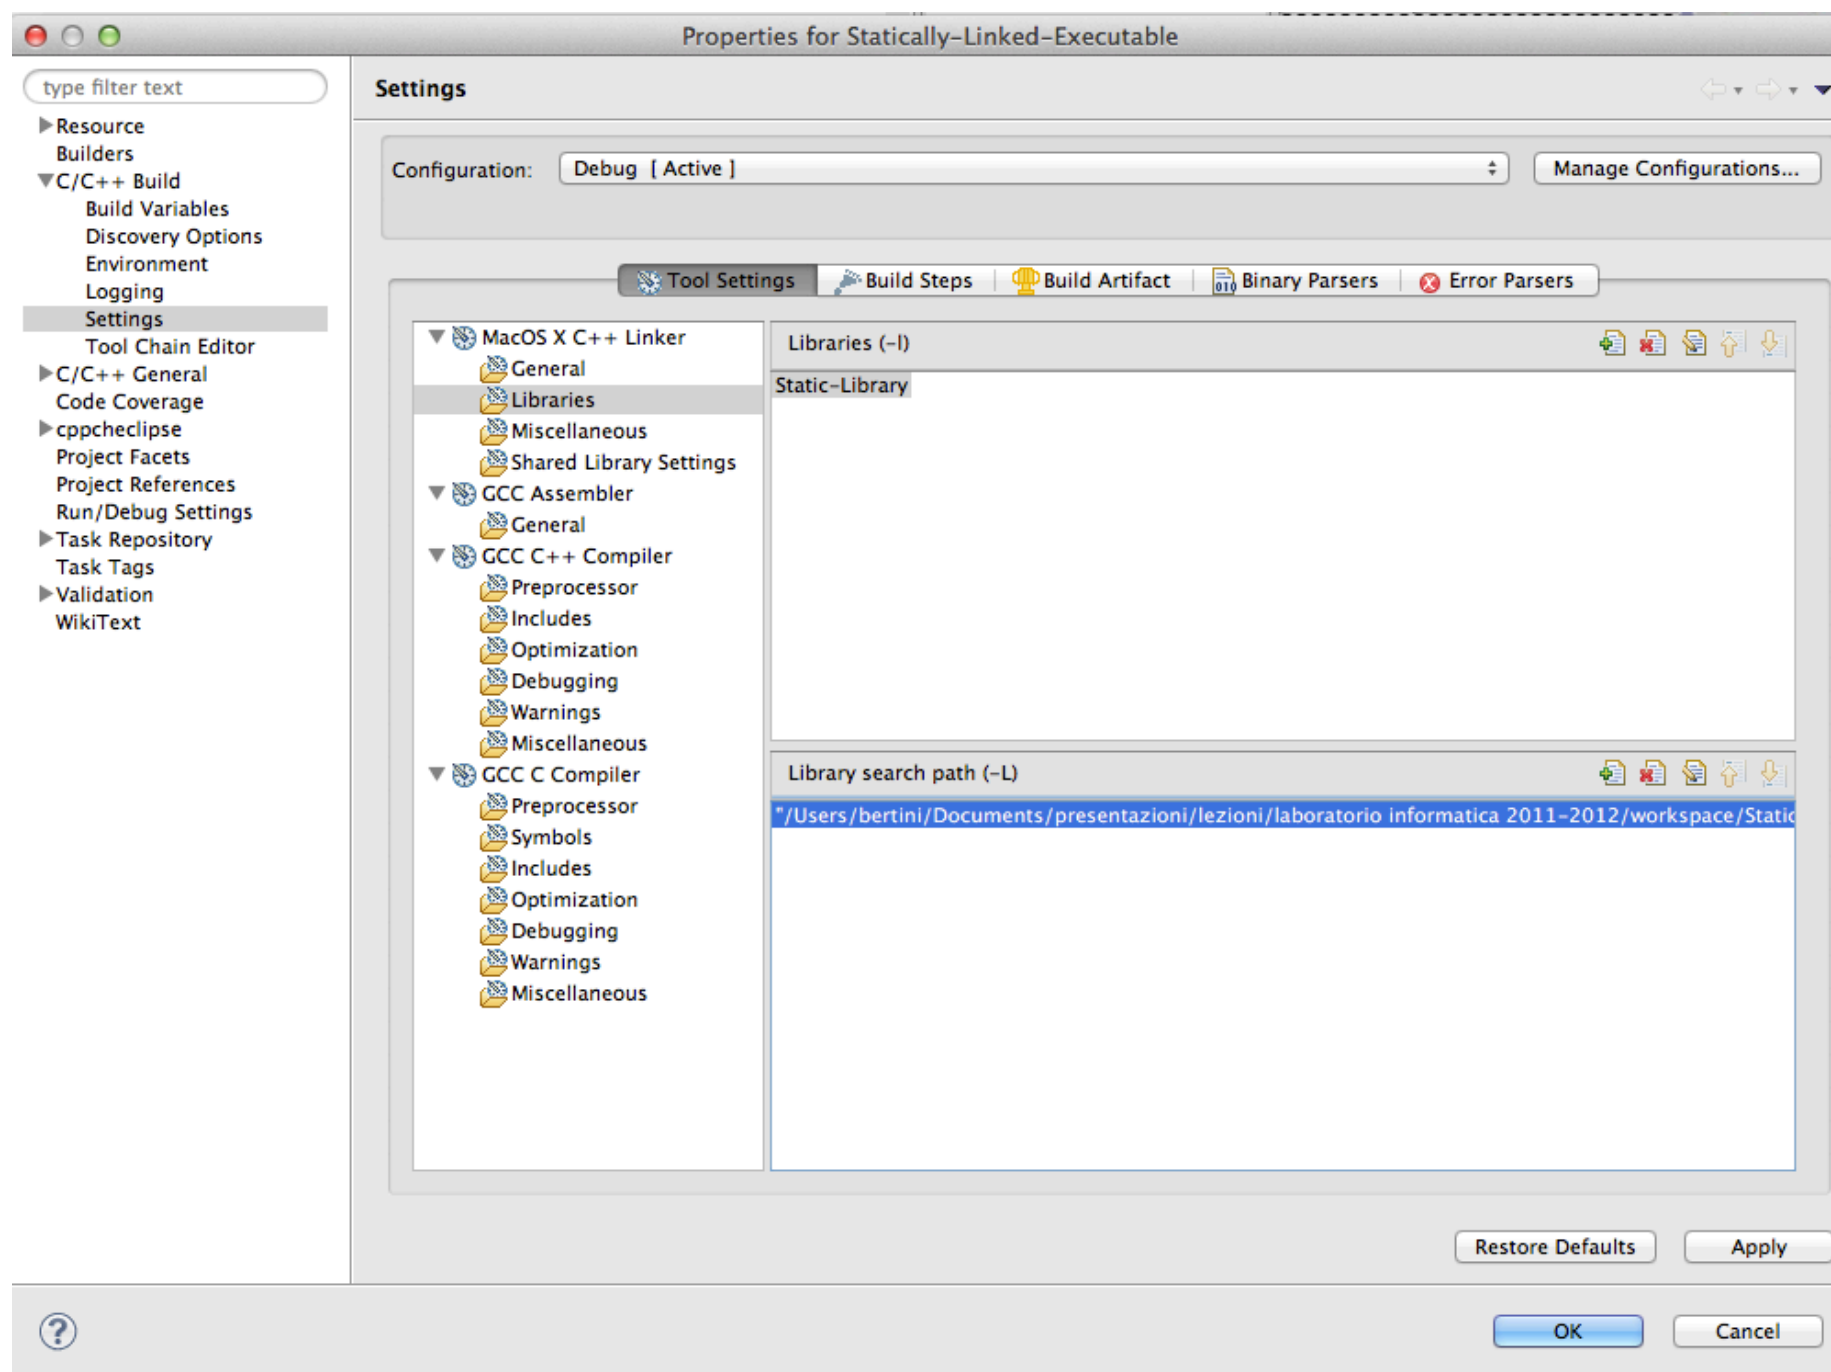 Properties for Statically-Linked-Executable
type filter text
Resource
Builders
C/C++ Build
Build Variables
Discovery Options
Environment
Logging
Settings
Tool Chain Editor
C/C++ General
Code Coverage
cppcheclipse
Project Facets
Project References
Run/Debug Settings
Task Repository
Task Tags
Validation
WikiText
Settings
Configuration: Debug [ Active ] Manage Configurations...
Tool Settings Build Steps Build Artifact Binary Parsers Error Parsers
MacOS X C++ Linker
General
Libraries
Miscellaneous
Shared Library Settings
GCC Assembler
General
GCC C++ Compiler
Preprocessor
Includes
Optimization
Debugging
Warnings
Miscellaneous
GCC C Compiler
Preprocessor
Symbols
Includes
Optimization
Debugging
Warnings
Miscellaneous
Libraries (-l)
Static-Library
Library search path (-L)
"/Users/bertini/Documents/presentazioni/lezioni/laboratorio informatica 2011-2012/workspace/Static
Restore Defaults Apply
? OK Cancel